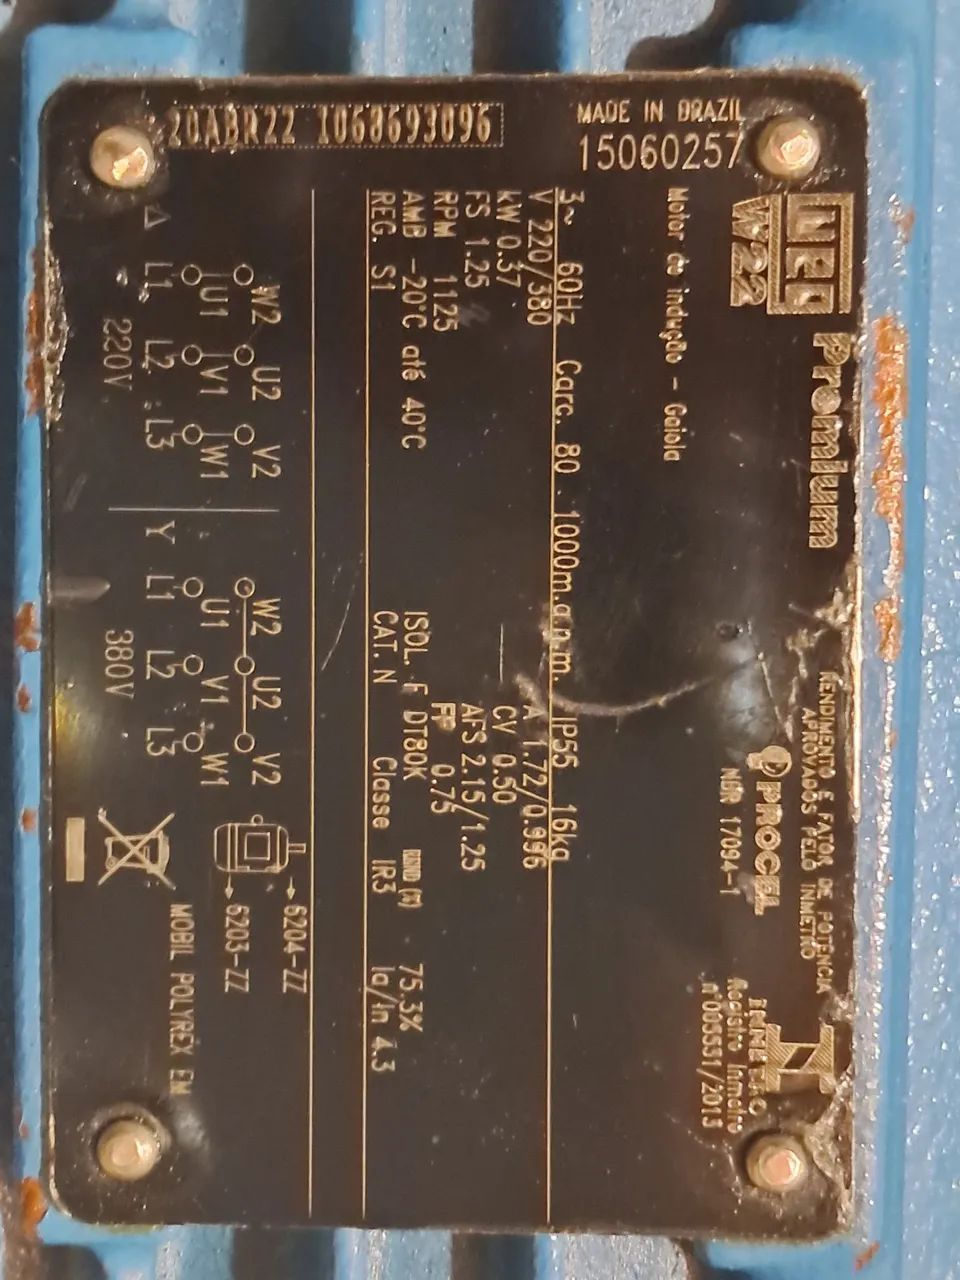 20ABR22 1068693096
MADE IN BRAZIL
15060257
WEG
W22 Premium
RENDIMENTO E FATOR DE POTÊNCIA
APROVADOS PELO INMETRO
PROCEL
NBR 17094-1
INMETRO
Registro Inmetro
nº005551/2013
Motor de indução - Gaiola
3~ 60Hz Carc. 80 1000m.a.n.m. IP55 16kg
V 220/380 A 1.72/0.996
kW 0.37 CV 0.50
FS 1.25 AFS 2.15/1.25
RPM 1125 FP 0.75
AMB -20°C até 40°C ISOL. F DT80K REND (%) 75.3%
REG. S1 CAT. N Classe IR3 Ia/In 4.3
Δ Y
W2 U2 V2 W2 U2 V2
U1 V1 W1 U1 V1 W1
L1 L2 L3 L1 L2 L3
220V 380V
6204-ZZ
6203-ZZ
MOBIL POLYREX EM